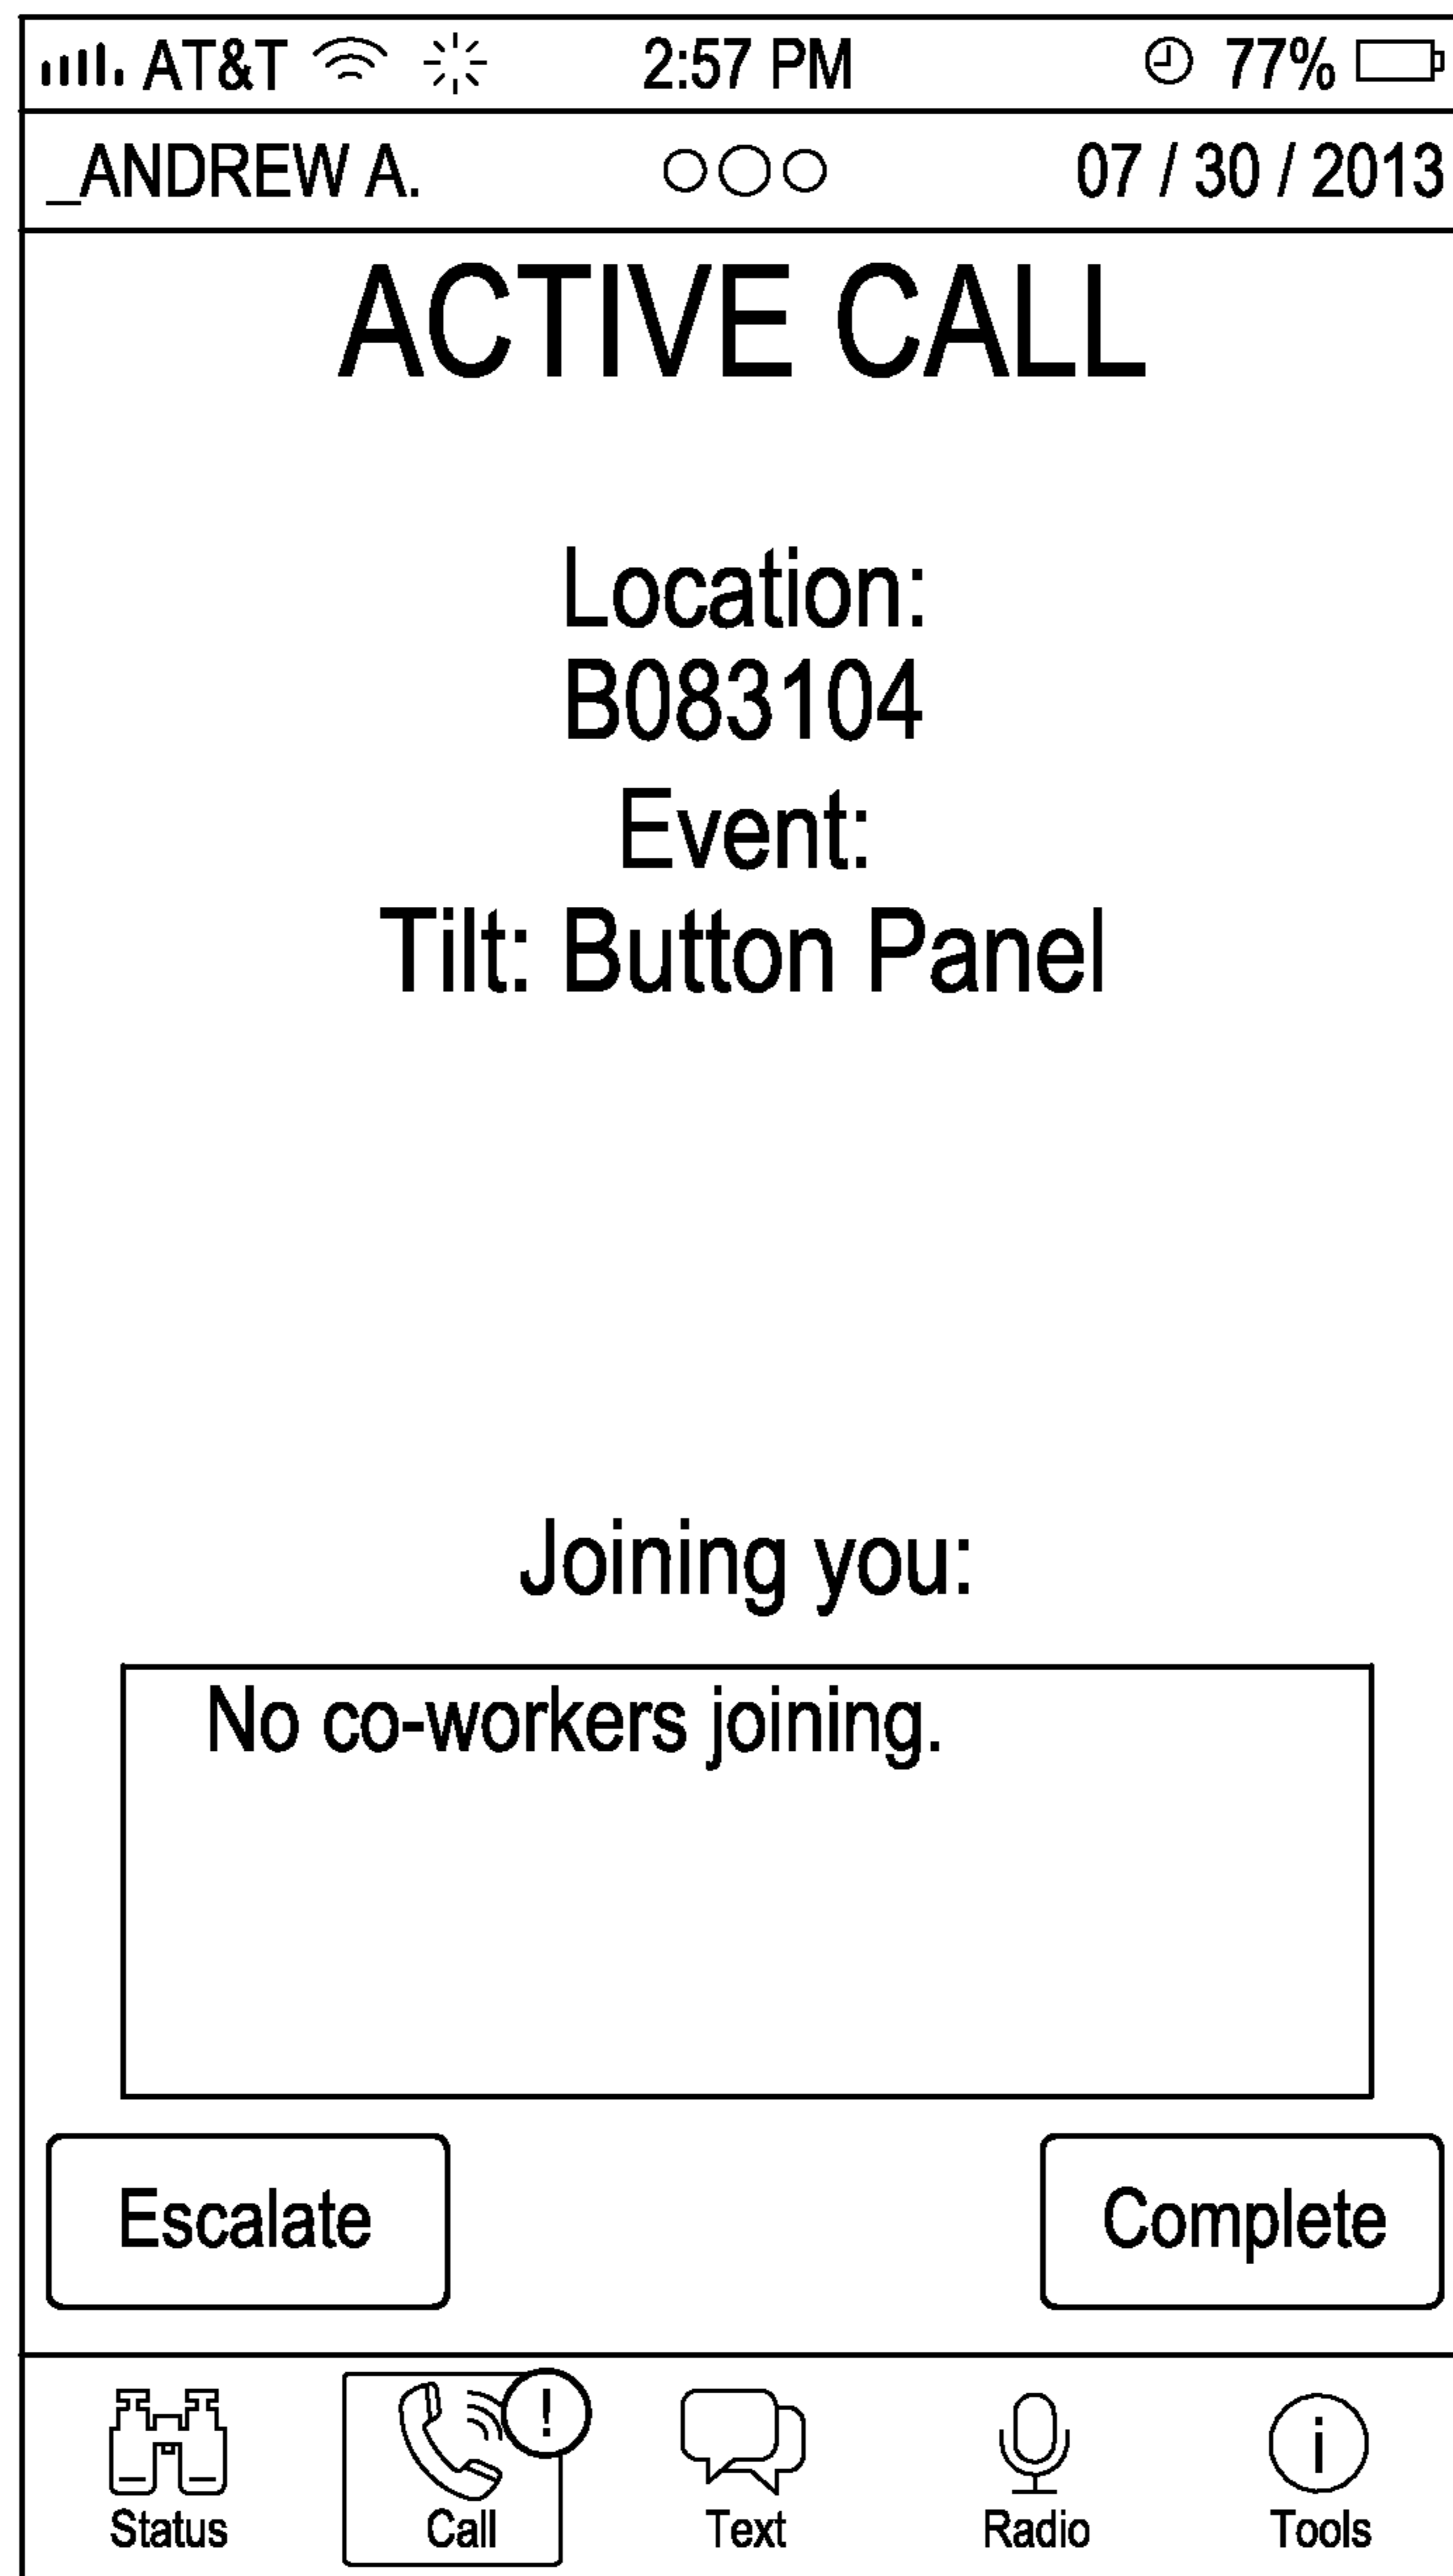 AT&T 2:57 PM 77%
_ANDREW A. 07 / 30 / 2013
ACTIVE CALL
Location:
B083104
Event:
Tilt: Button Panel
Joining you:
No co-workers joining.
Escalate Complete
!
i
Status Call Text Radio Tools